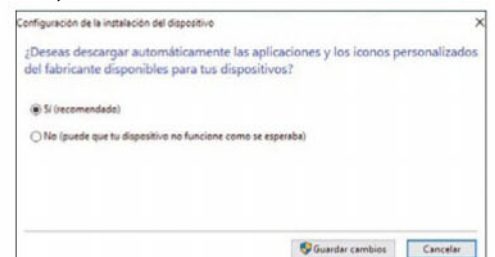 Configuración de la instalación del dispositivo
¿Deseas descargar automáticamente las aplicaciones y los iconos personalizados
del fabricante disponibles para tus dispositivos?
Sí (recomendado)
No (puede que tu dispositivo no funcione como se esperaba)
Guardar cambios
Cancelar